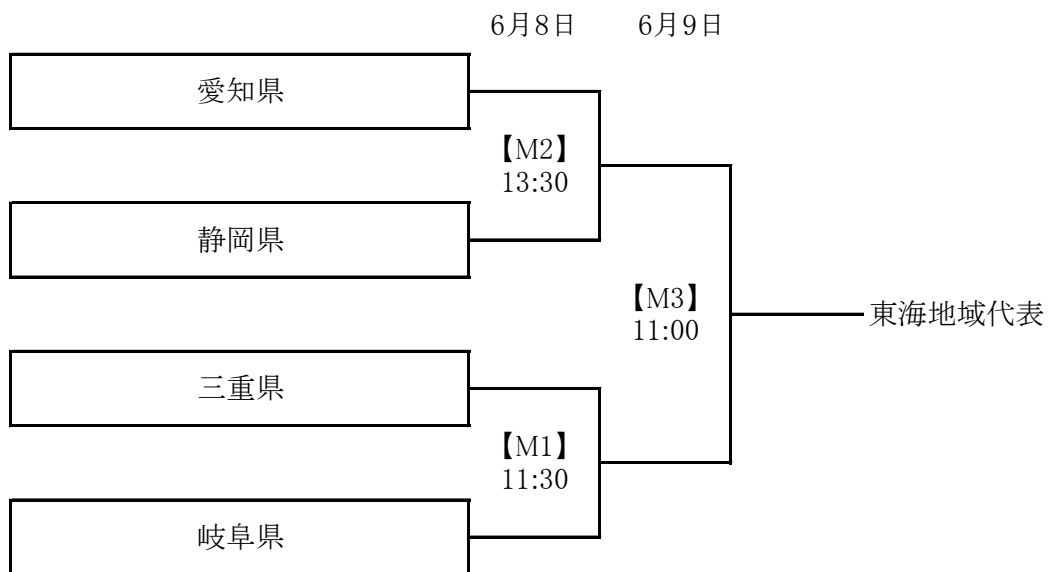 6月8日 6月9日
愛知県
【M2】
13:30
静岡県
【M3】
11:00
東海地域代表
三重県
【M1】
11:30
岐阜県